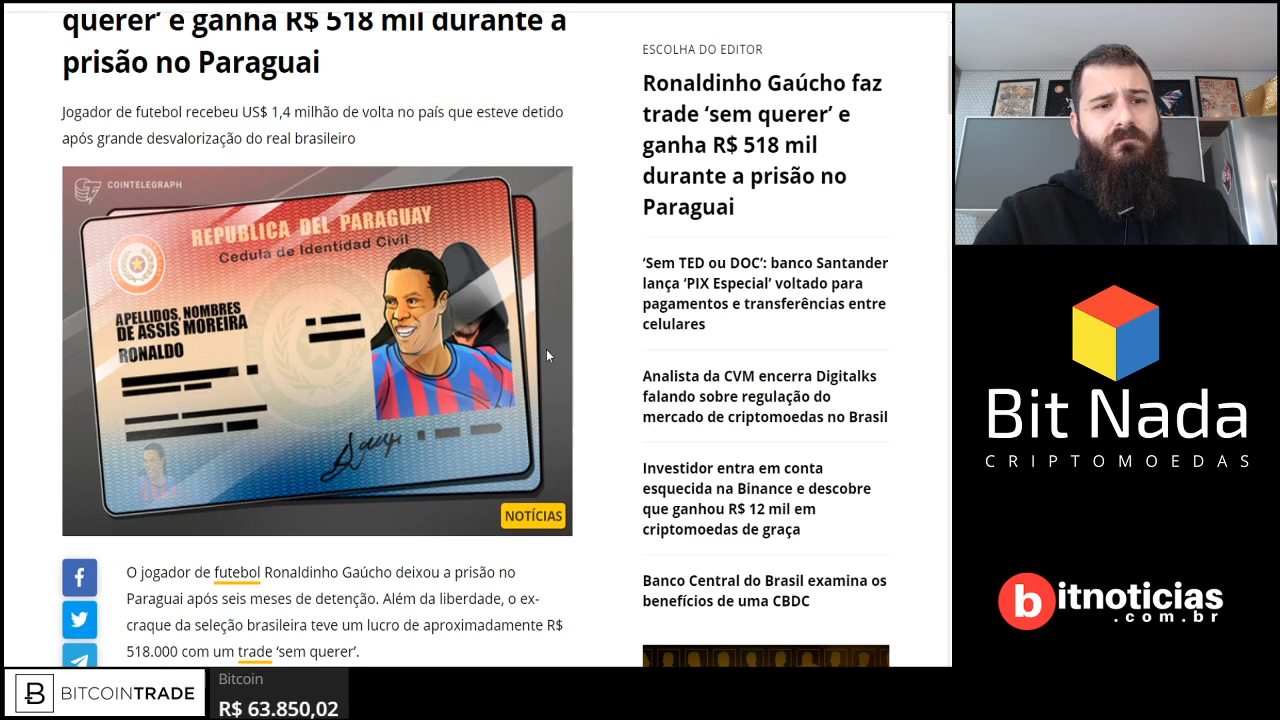 querer’ e ganha R$ 518 mil durante a
prisão no Paraguai
Jogador de futebol recebeu US$ 1,4 milhão de volta no país que esteve detido
após grande desvalorização do real brasileiro
COINTELEGRAPH
REPUBLICA DEL PARAGUAY
Cedula de Identidad Civil
APELLIDOS, NOMBRES
DE ASSIS MOREIRA
RONALDO
NOTÍCIAS
O jogador de futebol Ronaldinho Gaúcho deixou a prisão no
Paraguai após seis meses de detenção. Além da liberdade, o ex-
craque da seleção brasileira teve um lucro de aproximadamente R$
518.000 com um trade ‘sem querer’.
ESCOLHA DO EDITOR
Ronaldinho Gaúcho faz
trade ‘sem querer’ e
ganha R$ 518 mil
durante a prisão no
Paraguai
‘Sem TED ou DOC’: banco Santander
lança ‘PIX Especial’ voltado para
pagamentos e transferências entre
celulares
Analista da CVM encerra Digitalks
falando sobre regulação do
mercado de criptomoedas no Brasil
Investidor entra em conta
esquecida na Binance e descobre
que ganhou R$ 12 mil em
criptomoedas de graça
Banco Central do Brasil examina os
benefícios de uma CBDC
Bit Nada
CRIPTOMOEDAS
bitnoticias
.com.br
BITCOINTRADE
Bitcoin
R$ 63.850,02